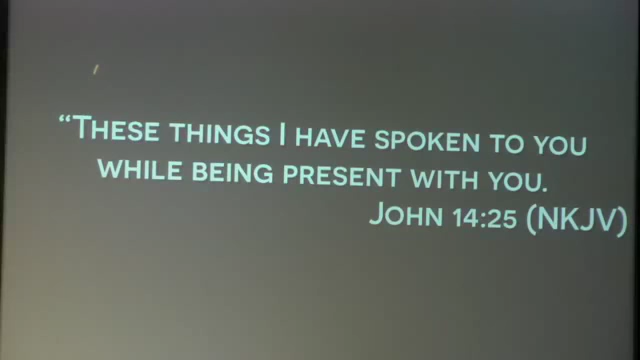 “These things I have spoken to you
while being present with you.
John 14:25 (NKJV)